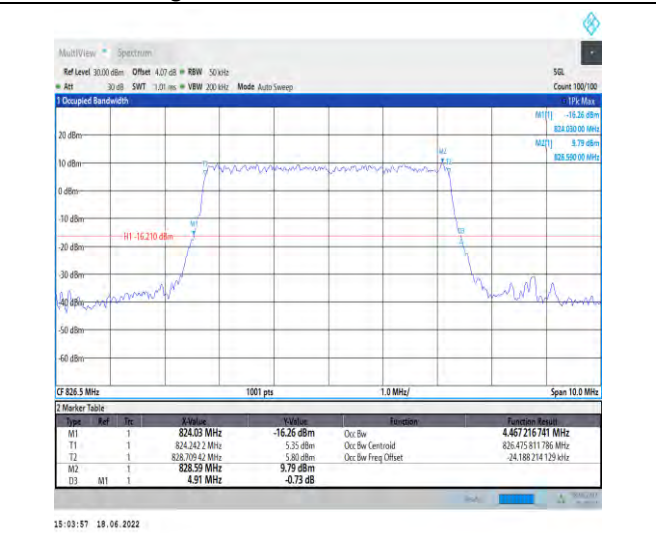 MultiView Spectrum
Ref Level 30.00 dBm Offset 4.07 dB RBW 50 kHz SGL
Att 30 dB SWT 1.01 ms VBW 200 kHz Mode Auto Sweep Count 100/100
1 Occupied Bandwidth 1Pk Max
M1[1] -16.26 dBm
824.030 00 MHz
M2[1] 9.79 dBm
828.590 00 MHz
20 dBm
M2
T1 T2
10 dBm
0 dBm
-10 dBm
M1
H1 -16.210 dBm D3
-20 dBm
-30 dBm
-40 dBm
-50 dBm
-60 dBm
CF 826.5 MHz 1001 pts 1.0 MHz/ Span 10.0 MHz
2 Marker Table
Type Ref Trc X-Value Y-Value Function Function Result
M1 1 824.03 MHz -16.26 dBm Occ Bw 4.467 216 741 MHz
T1 1 824.242 2 MHz 5.35 dBm Occ Bw Centroid 826.475 811 786 MHz
T2 1 828.709 42 MHz 5.80 dBm Occ Bw Freq Offset -24.188 214 129 kHz
M2 1 828.59 MHz 9.79 dBm
D3 M1 1 4.91 MHz -0.73 dB
15:03:57 18.06.2022